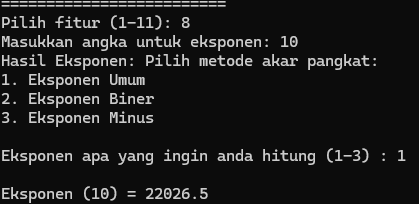 =========================
Pilih fitur (1-11): 8
Masukkan angka untuk eksponen: 10
Hasil Eksponen: Pilih metode akar pangkat:
1. Eksponen Umum
2. Eksponen Biner
3. Eksponen Minus
Eksponen apa yang ingin anda hitung (1-3) : 1
Eksponen (10) = 22026.5